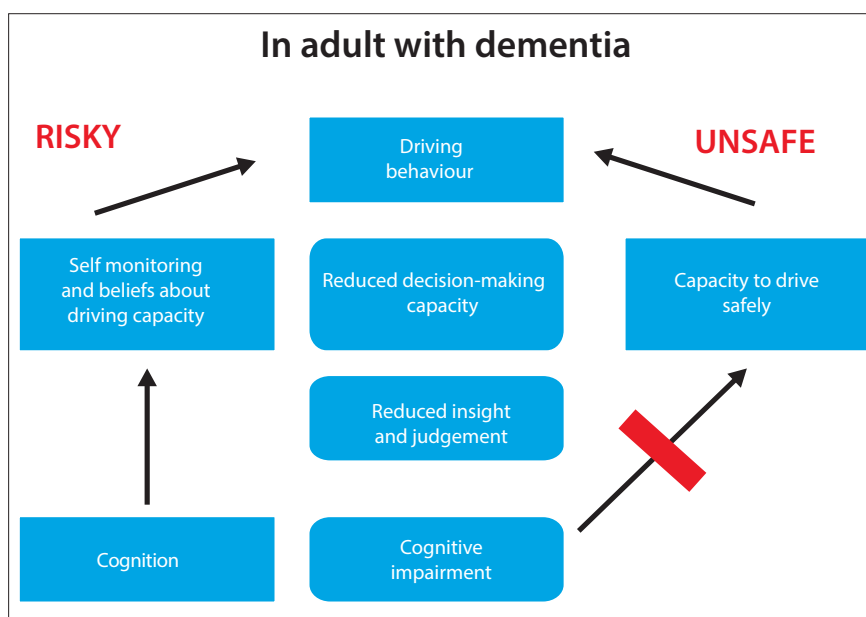 In adult with dementia
RISKY
UNSAFE
Driving
behaviour
Self monitoring
and beliefs about
driving capacity
Reduced decision-making
capacity
Capacity to drive
safely
Reduced insight
and judgement
Cognition
Cognitive
impairment